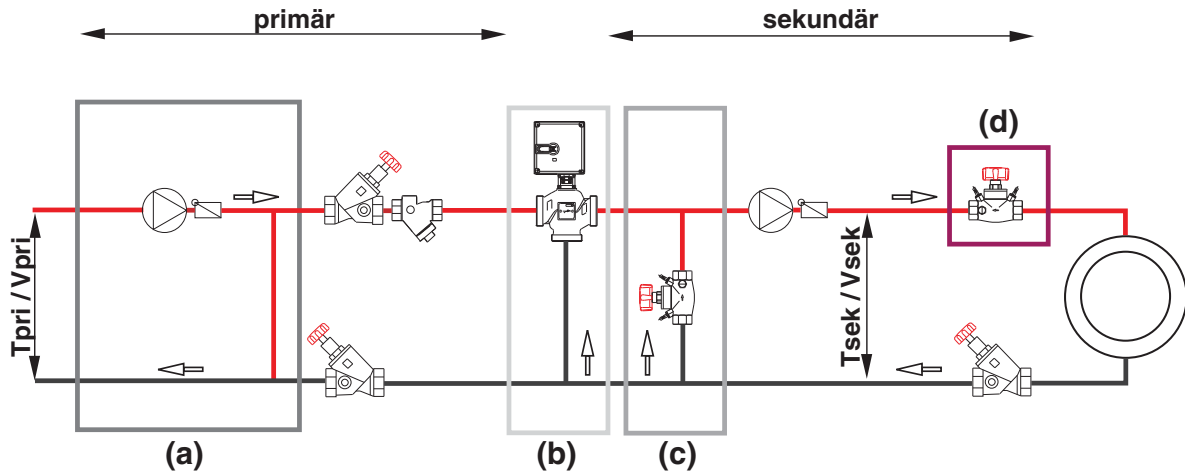 primär
sekundär
(d)
Tpri / Vpri
Tsek / Vsek
(a)
(b)
(c)